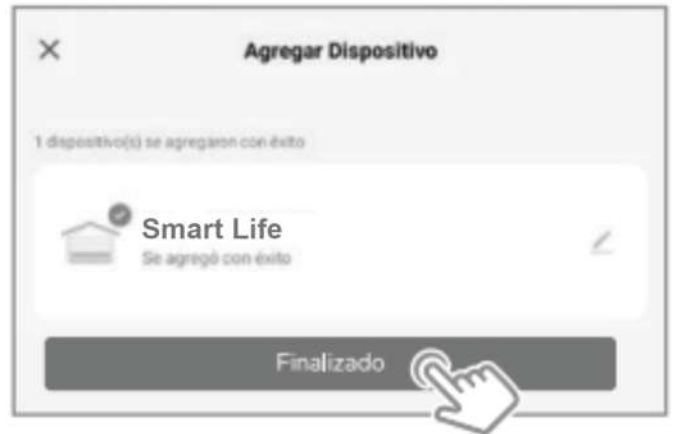 Agregar Dispositivo
1 dispositivo(s) se agregaron con éxito
Smart Life
Se agregó con éxito
Finalizado